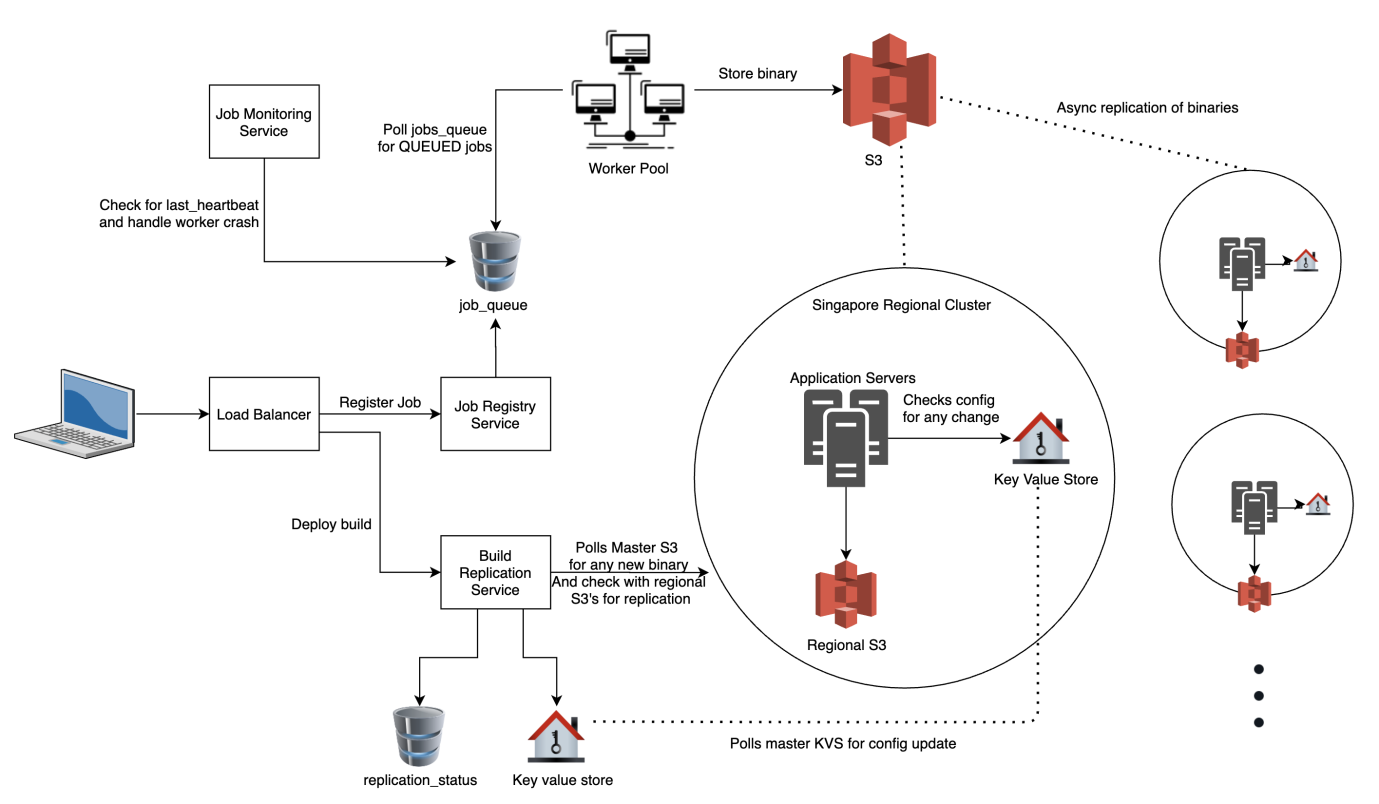 Store binary
Async replication of binaries
Job Monitoring
Service
Poll jobs_queue
for QUEUED jobs
Worker Pool
S3
Check for last_heartbeat
and handle worker crash
job_queue
Singapore Regional Cluster
Application Servers
Checks config
for any change
Load Balancer
Register Job
Job Registry
Service
Key Value Store
Deploy build
Build
Replication
Service
Polls Master S3
for any new binary
And check with regional
S3's for replication
Regional S3
Polls master KVS for config update
replication_status
Key value store